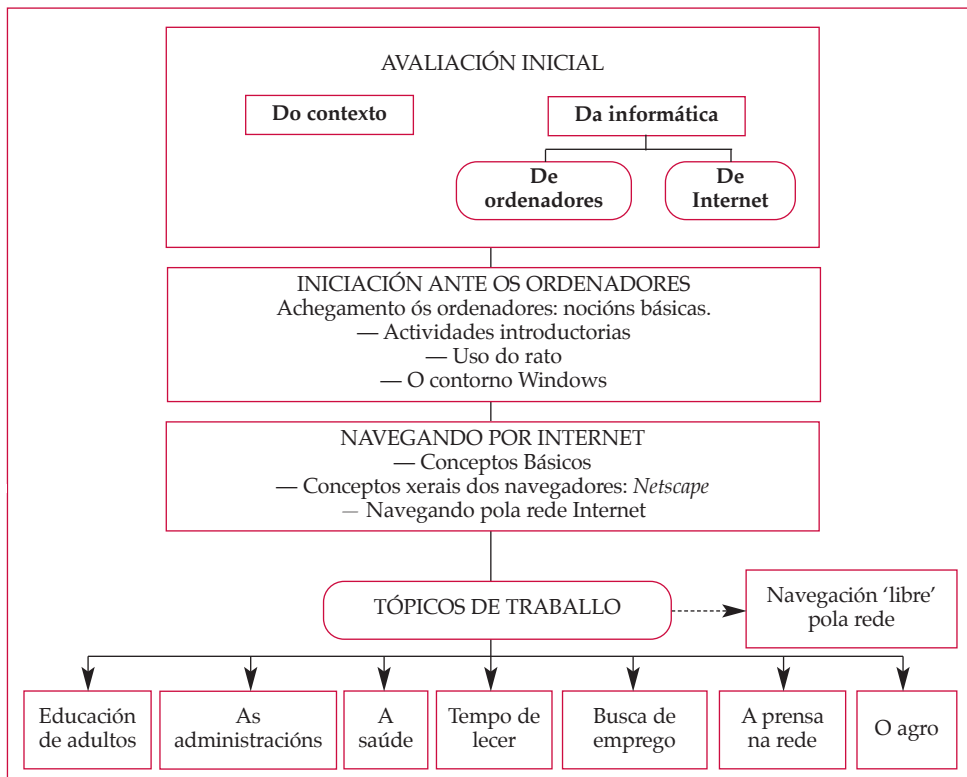 AVALIACIÓN INICIAL
Do contexto
Da informática
De
ordenadores
De
Internet
INICIACIÓN ANTE OS ORDENADORES
Achegamento ós ordenadores: nocións básicas.
— Actividades introductorias
— Uso do rato
— O contorno Windows
NAVEGANDO POR INTERNET
— Conceptos Básicos
— Conceptos xerais dos navegadores: Netscape
— Navegando pola rede Internet
TÓPICOS DE TRABALLO
Navegación ‘libre’
pola rede
Educación
de adultos
As
administracións
A
saúde
Tempo de
lecer
Busca de
emprego
A prensa
na rede
O agro